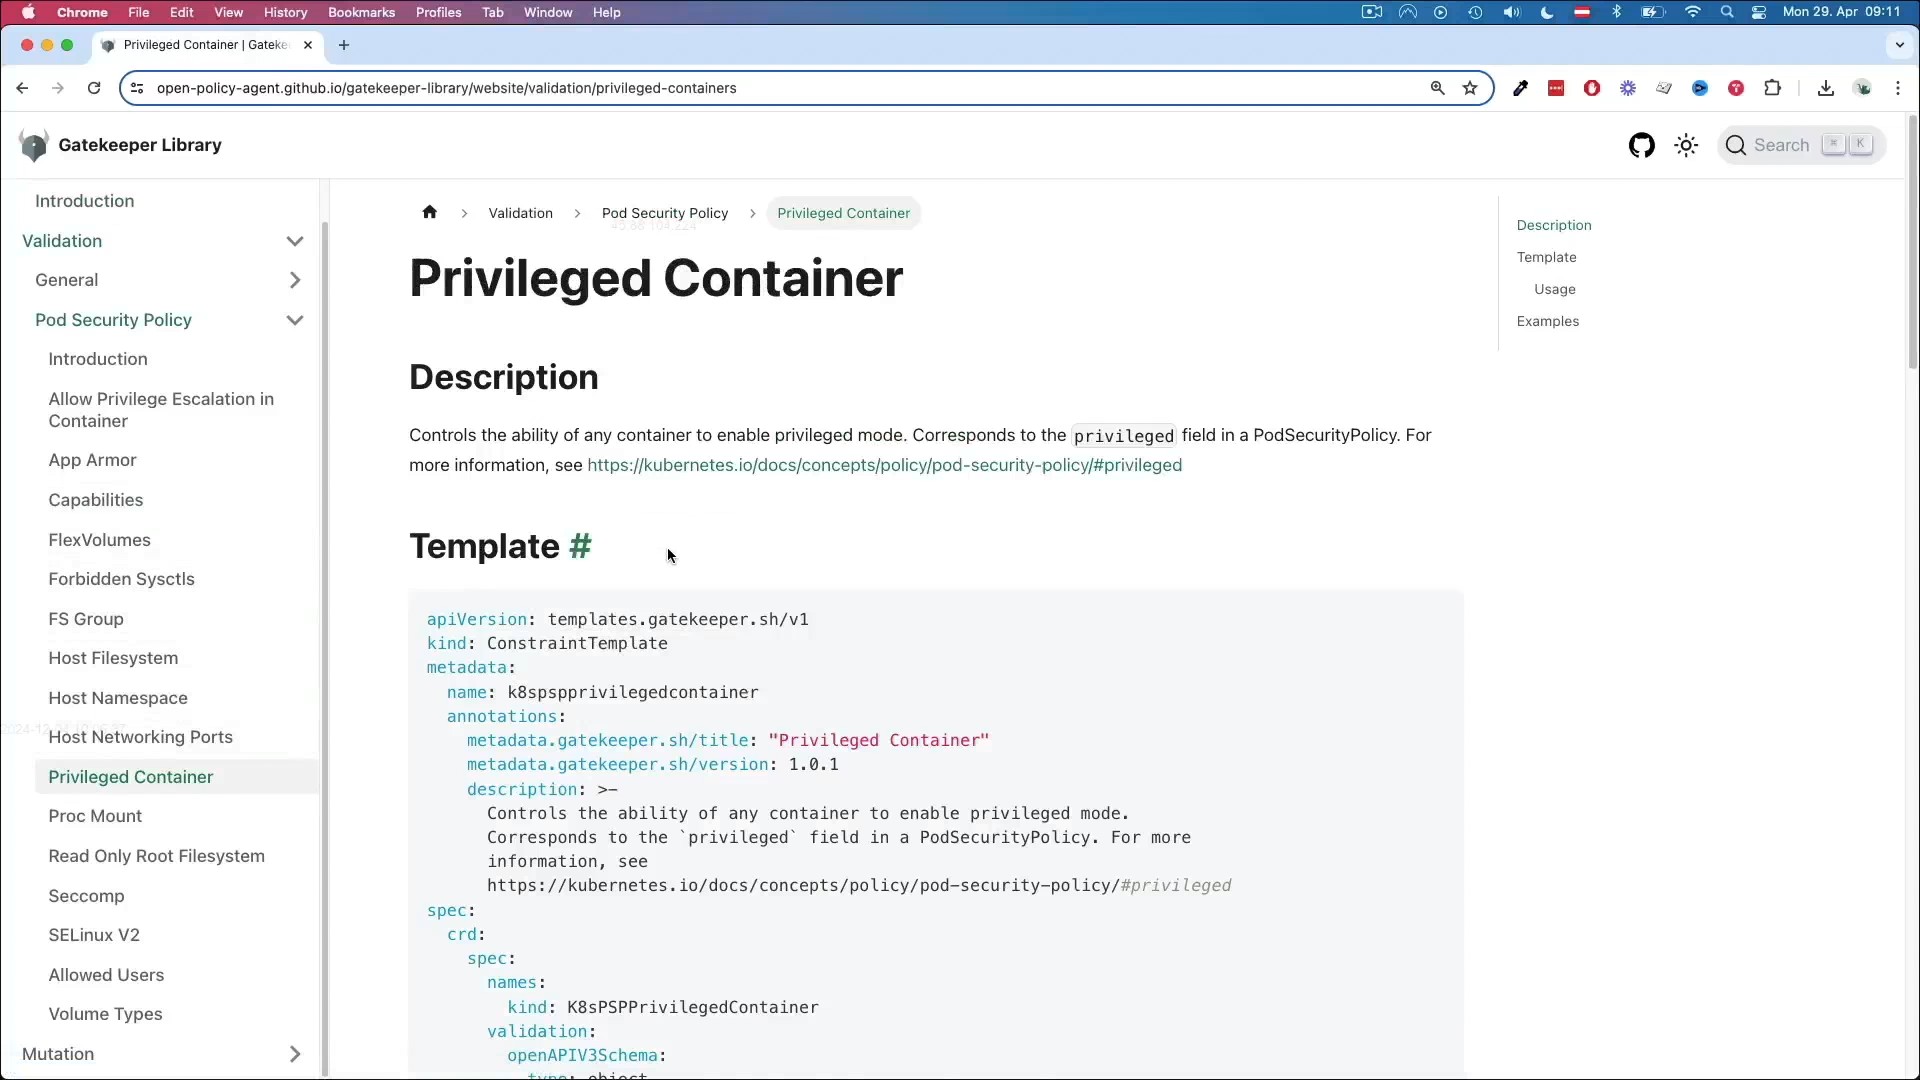 Chrome File Edit View History Bookmarks Profiles Tab Window Help Mon 29. Apr 09:11
Privileged Container | Gateke
open-policy-agent.github.io/gatekeeper-library/website/validation/privileged-containers
Gatekeeper Library
Search ⌘ K
Introduction
Validation
General
Pod Security Policy
Introduction
Allow Privilege Escalation in
Container
App Armor
Capabilities
FlexVolumes
Forbidden Sysctls
FS Group
Host Filesystem
Host Namespace
Host Networking Ports
Privileged Container
Proc Mount
Read Only Root Filesystem
Seccomp
SELinux V2
Allowed Users
Volume Types
Mutation
Validation > Pod Security Policy > Privileged Container
Privileged Container
Description
Controls the ability of any container to enable privileged mode. Corresponds to the privileged field in a PodSecurityPolicy. For
more information, see https://kubernetes.io/docs/concepts/policy/pod-security-policy/#privileged
Template #
apiVersion: templates.gatekeeper.sh/v1
kind: ConstraintTemplate
metadata:
name: k8spspprivilegedcontainer
annotations:
metadata.gatekeeper.sh/title: "Privileged Container"
metadata.gatekeeper.sh/version: 1.0.1
description: >-
Controls the ability of any container to enable privileged mode.
Corresponds to the `privileged` field in a PodSecurityPolicy. For more
information, see
https://kubernetes.io/docs/concepts/policy/pod-security-policy/#privileged
spec:
crd:
spec:
names:
kind: K8sPSPPrivilegedContainer
validation:
openAPIV3Schema:
type: object
Description
Template
Usage
Examples